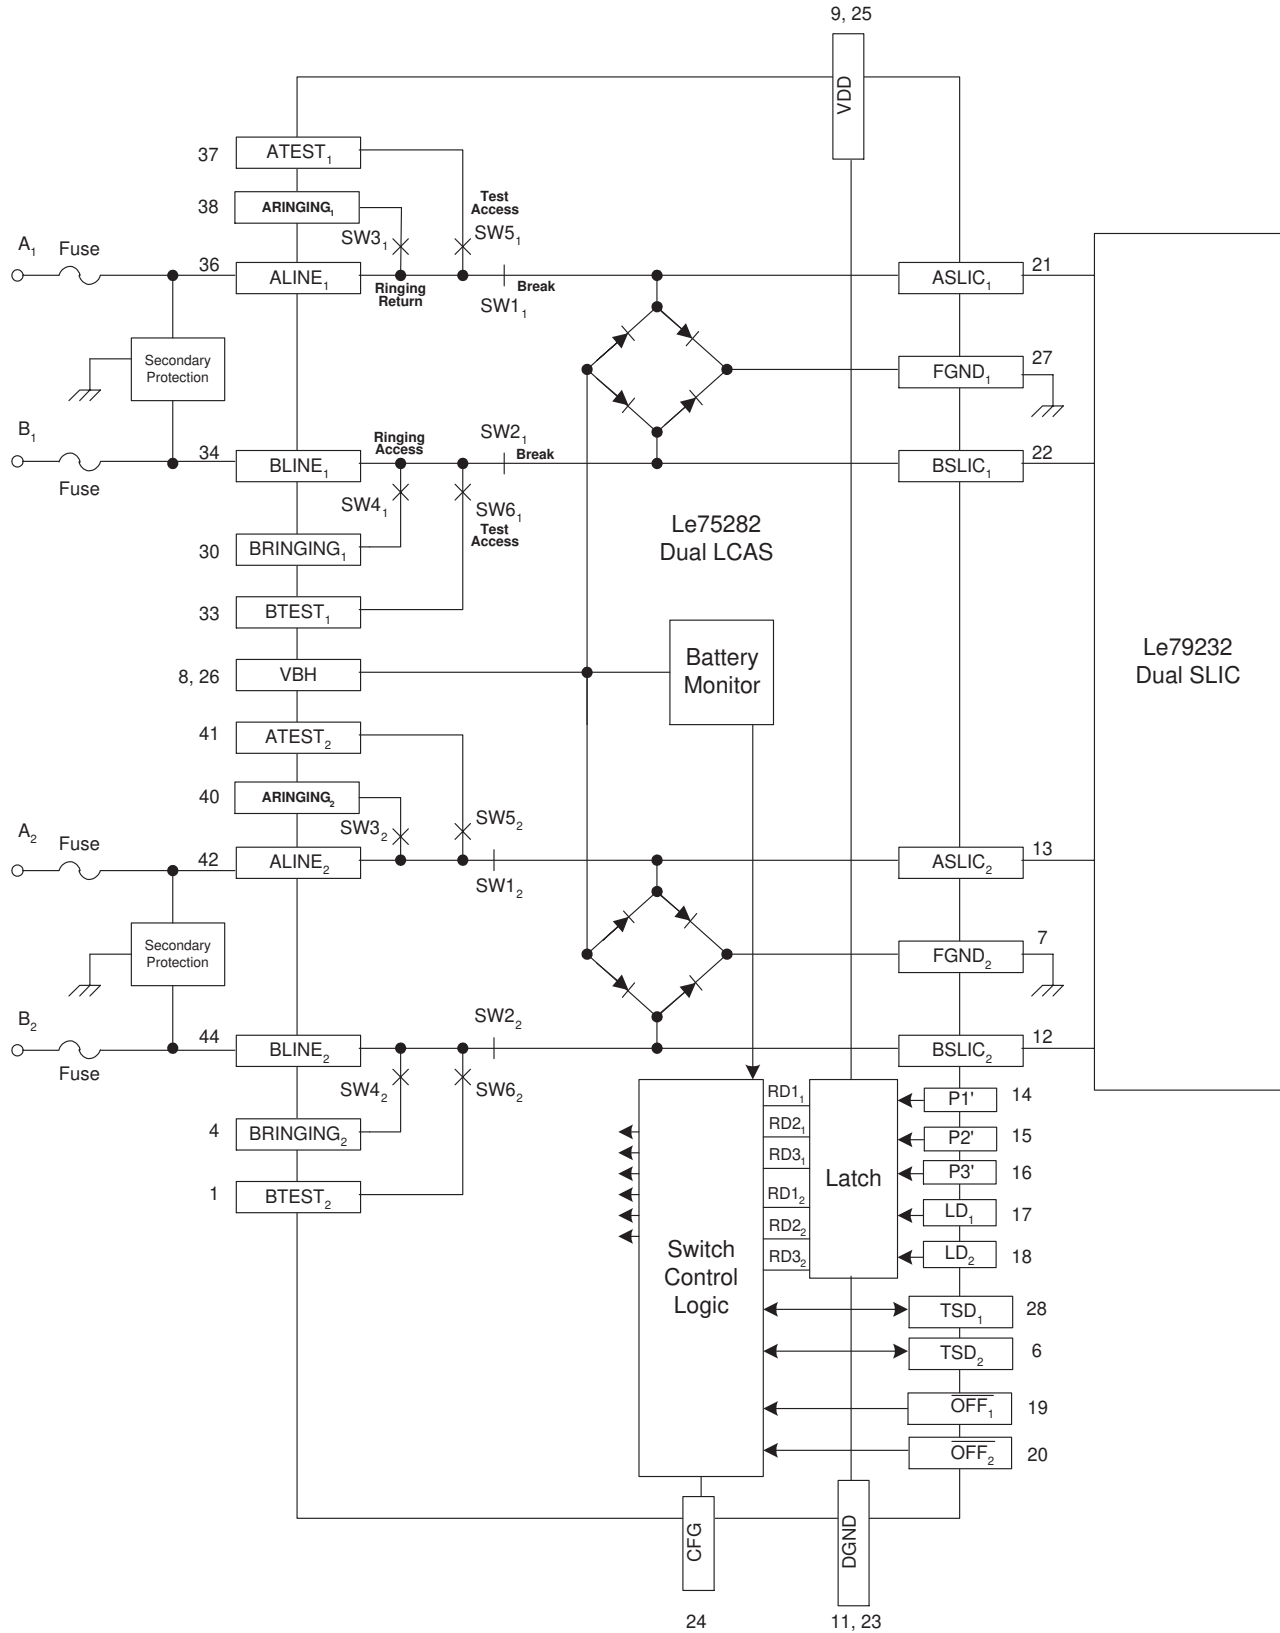 9, 25
VDD
37
ATEST1
38
ARINGING1
Test
Access
SW31
SW51
A1
Fuse
36
ALINE1
Ringing
Return
Break
SW11
ASLIC1
21
Secondary
Protection
FGND1
27
B1
Fuse
34
BLINE1
Ringing
Access
SW21
Break
BSLIC1
22
SW41
SW61
Test
Access
Le75282
Dual LCAS
30
BRINGING1
33
BTEST1
8, 26
VBH
Battery
Monitor
Le79232
Dual SLIC
41
ATEST2
40
ARINGING2
SW32
SW52
A2
Fuse
42
ALINE2
SW12
ASLIC2
13
Secondary
Protection
FGND2
7
B2
Fuse
44
BLINE2
SW22
BSLIC2
12
SW42
SW62
4
BRINGING2
1
BTEST2
Switch
Control
Logic
RD11
RD21
RD31
RD12
RD22
RD32
Latch
P1'
14
P2'
15
P3'
16
LD1
17
LD2
18
TSD1
28
TSD2
6
OFF1
19
OFF2
20
CFG
24
DGND
11, 23